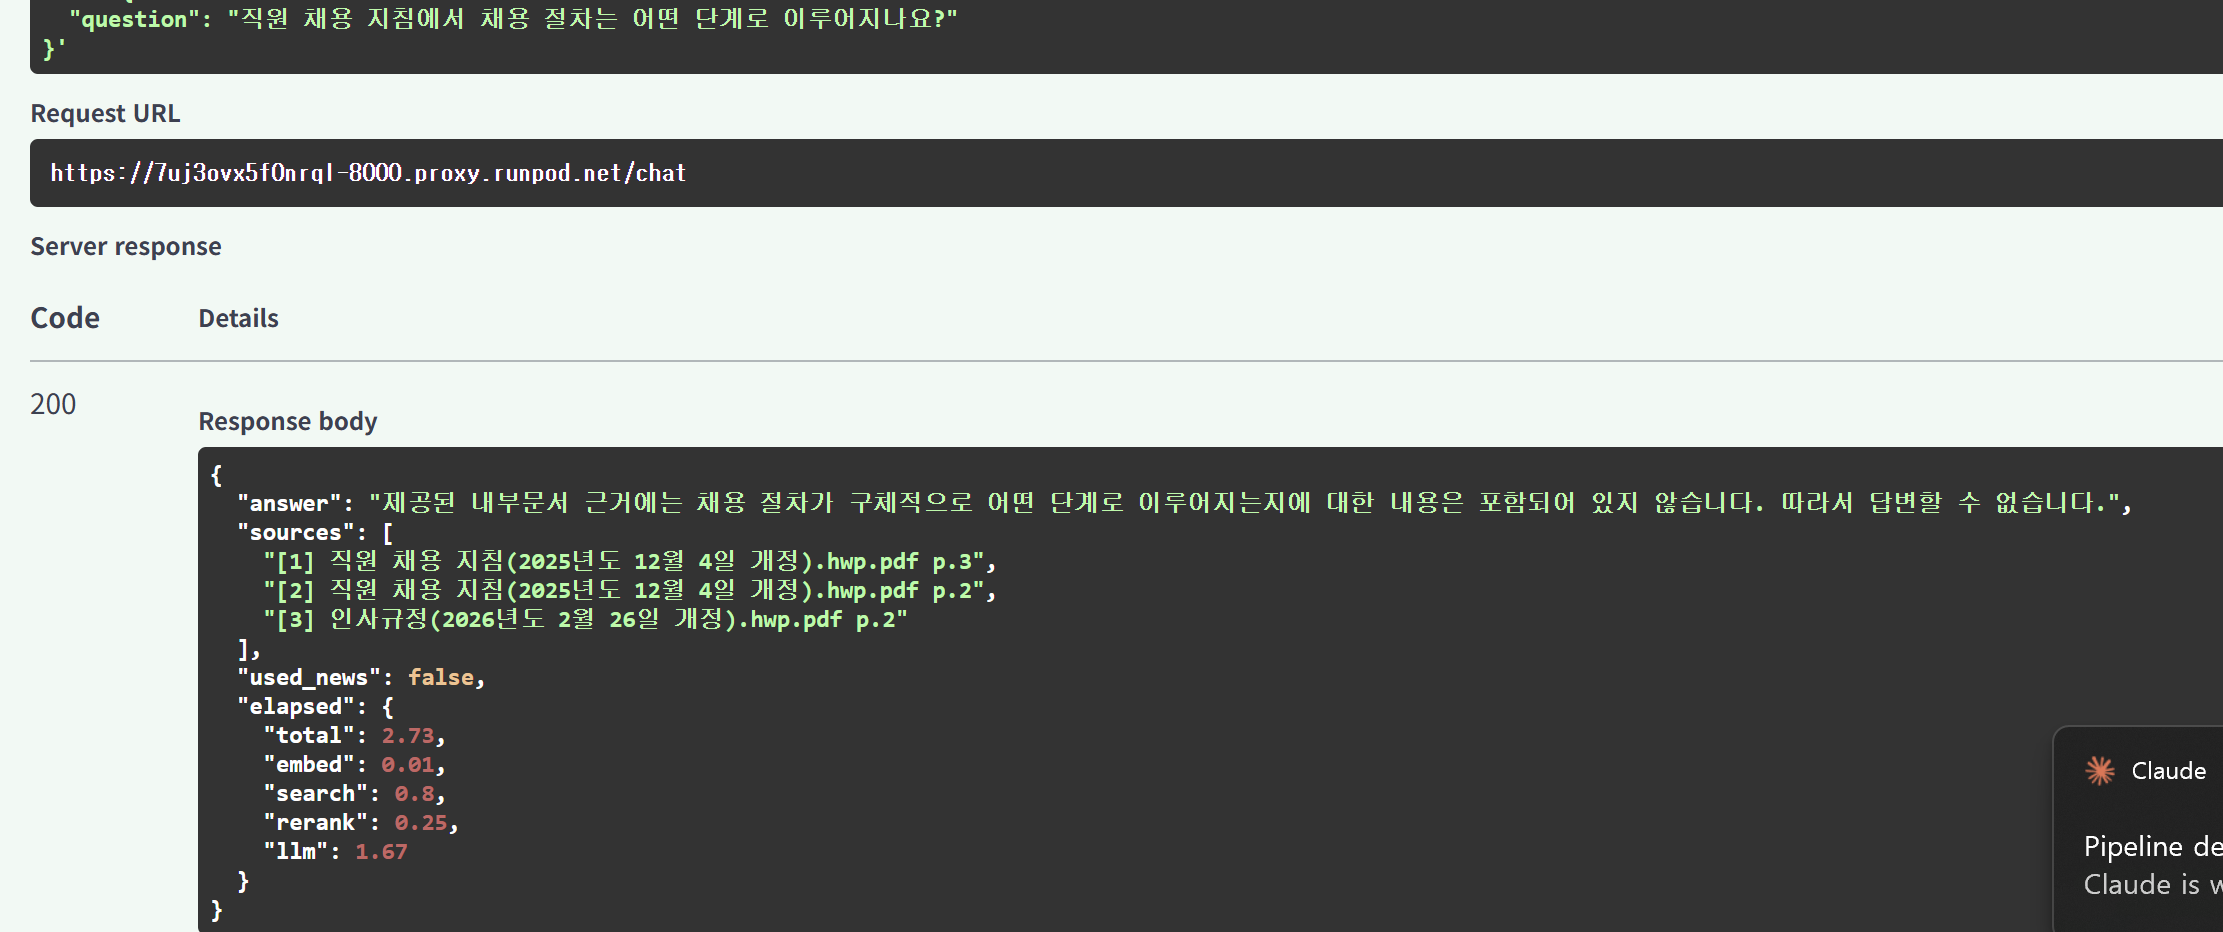 "question": "직원 채용 지침에서 채용 절차는 어떤 단계로 이루어지나요?"
}'
Request URL
https://7uj3ovx5f0nrql-8000.proxy.runpod.net/chat
Server response
Code Details
200
Response body
{
"answer": "제공된 내부문서 근거에는 채용 절차가 구체적으로 어떤 단계로 이루어지는지에 대한 내용은 포함되어 있지 않습니다. 따라서 답변할 수 없습니다.",
"sources": [
"[1] 직원 채용 지침(2025년도 12월 4일 개정).hwp.pdf p.3",
"[2] 직원 채용 지침(2025년도 12월 4일 개정).hwp.pdf p.2",
"[3] 인사규정(2026년도 2월 26일 개정).hwp.pdf p.2"
],
"used_news": false,
"elapsed": {
"total": 2.73,
"embed": 0.01,
"search": 0.8,
"rerank": 0.25,
"llm": 1.67
}
}
Claude
Pipeline de
Claude is w